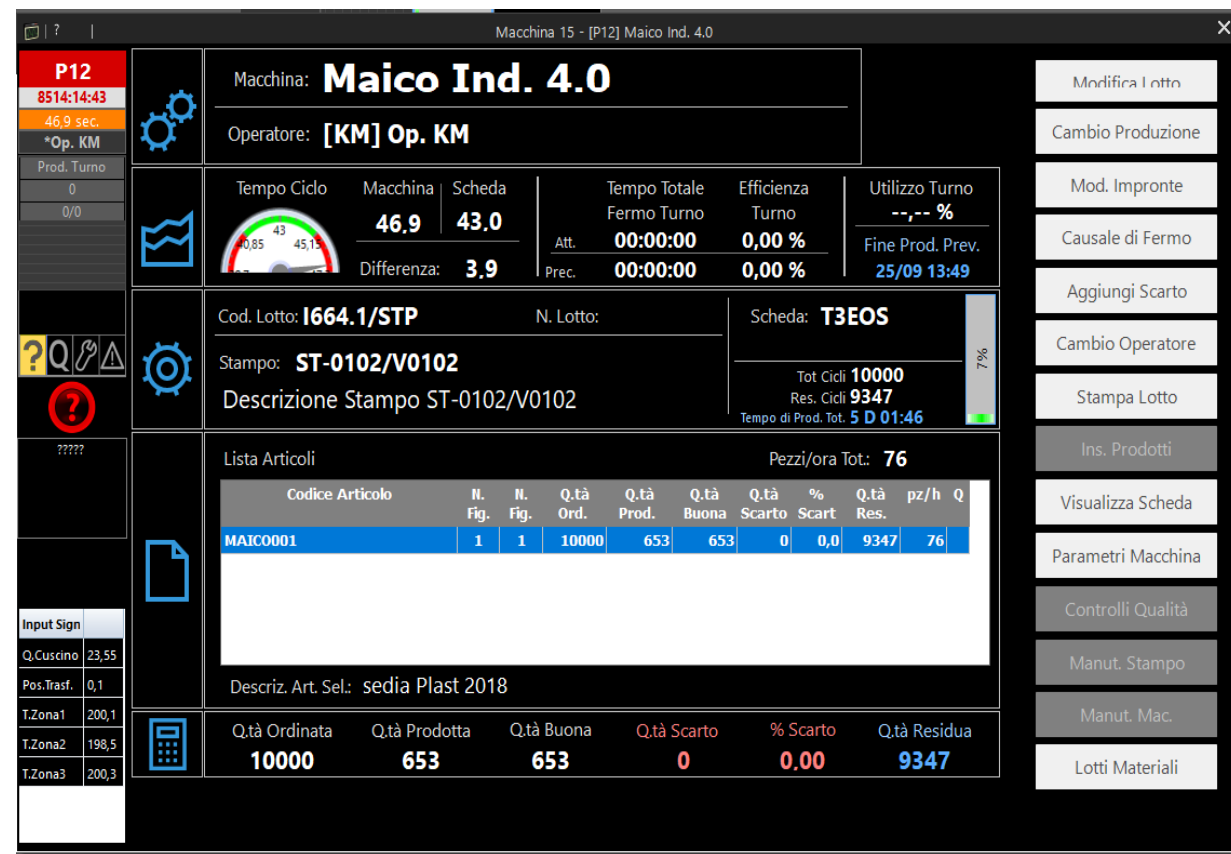 ? Macchina 15 - [P12] Maico Ind. 4.0 X
P12
8514:14:43
46,9 sec.
*Op. KM
Prod. Turno
0
0/0
? Q
?
?????
Input Sign
Q.Cuscino 23,55
Pos.Trasf. 0,1
T.Zona1 200,1
T.Zona2 198,5
T.Zona3 200,3
Macchina: Maico Ind. 4.0
Operatore: [KM] Op. KM
Tempo Ciclo
43
40,85 45,15
Macchina Scheda
46,9 43,0
Differenza: 3,9
Tempo Totale Efficienza
Fermo Turno Turno
Att. 00:00:00 0,00 %
Prec. 00:00:00 0,00 %
Utilizzo Turno
--,-- %
Fine Prod. Prev.
25/09 13:49
Cod. Lotto: I664.1/STP N. Lotto:
Stampo: ST-0102/V0102
Descrizione Stampo ST-0102/V0102
Scheda: T3EOS
Tot Cicli 10000
Res. Cicli 9347
Tempo di Prod. Tot. 5 D 01:46
7%
Lista Articoli Pezzi/ora Tot.: 76
Codice Articolo N. N. Q.tà Q.tà Q.tà Q.tà % Q.tà pz/h Q
Fig. Fig. Ord. Prod. Buona Scarto Scart Res.
MAICO001 1 1 10000 653 653 0 0,0 9347 76
Descriz. Art. Sel.: sedia Plast 2018
Q.tà Ordinata Q.tà Prodotta Q.tà Buona Q.tà Scarto % Scarto Q.tà Residua
10000 653 653 0 0,00 9347
Modifica Lotto
Cambio Produzione
Mod. Impronte
Causale di Fermo
Aggiungi Scarto
Cambio Operatore
Stampa Lotto
Ins. Prodotti
Visualizza Scheda
Parametri Macchina
Controlli Qualità
Manut. Stampo
Manut. Mac.
Lotti Materiali